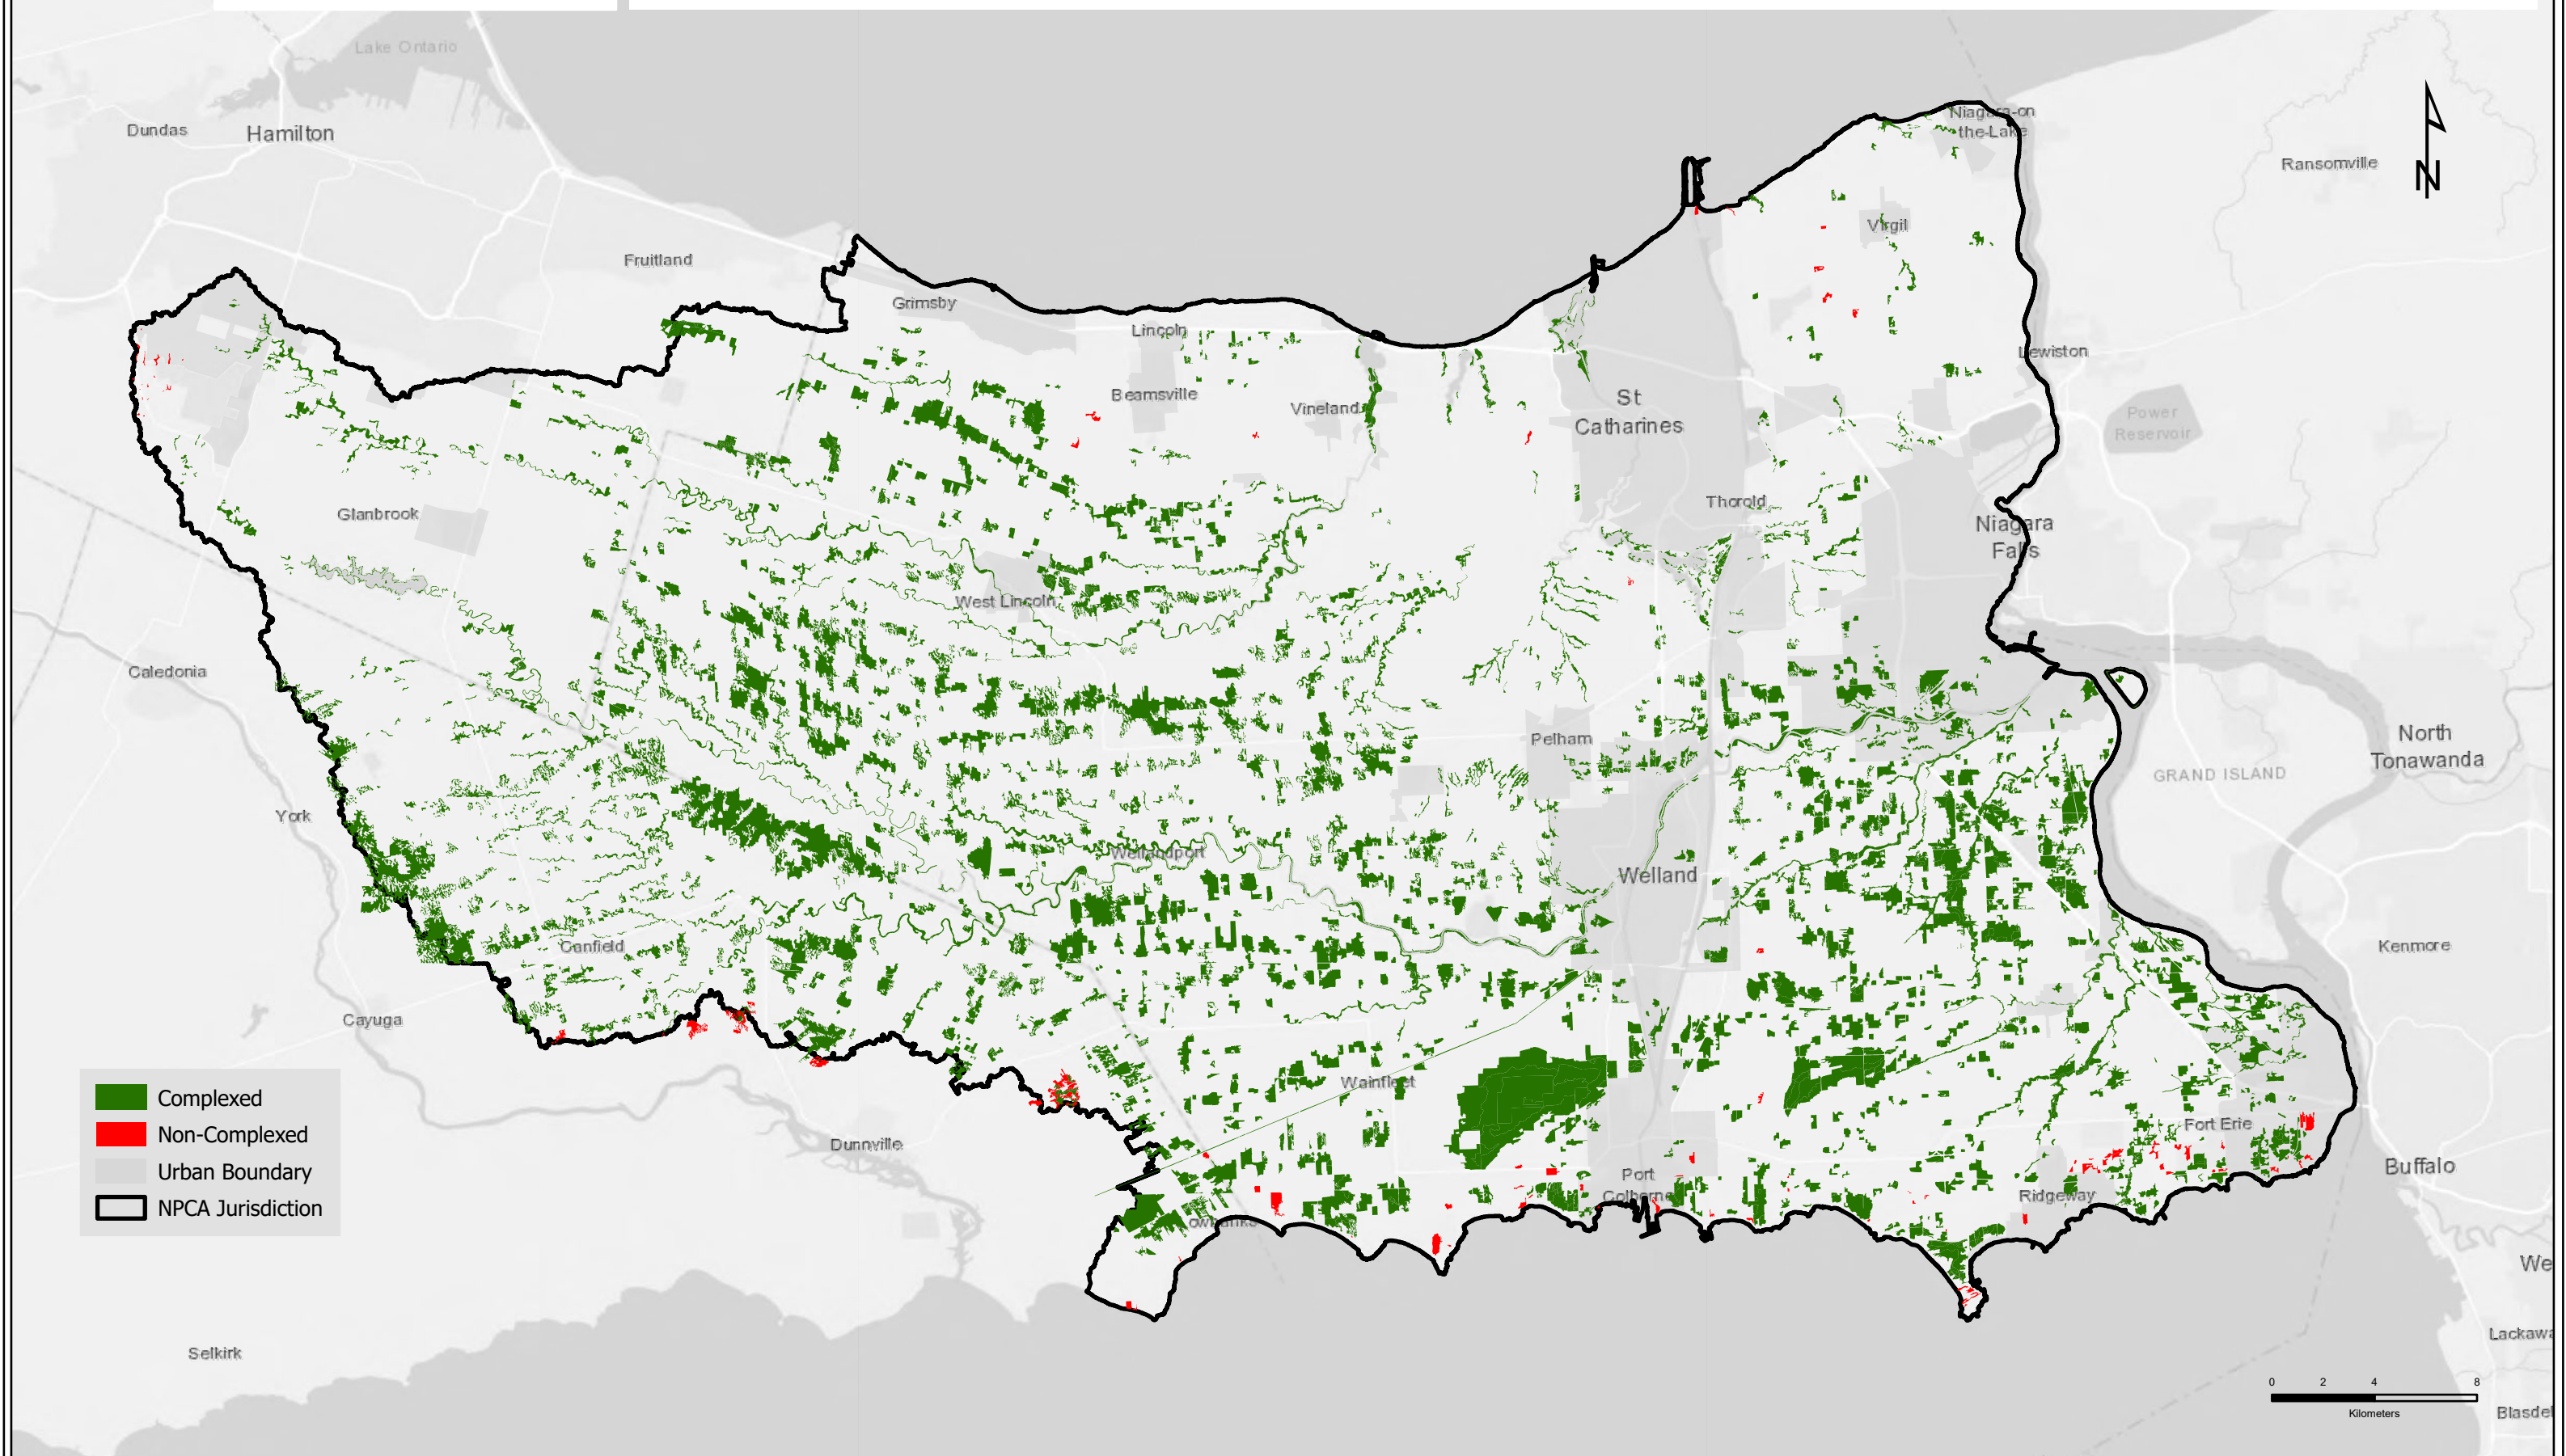 Lake Ontario
Dundas
Hamilton
Niagara-on
the-Lake
Ransomville
N
Virgil
Fruitland
Grimsby
Lincoln
Lewiston
Beamsville
Vineland
St
Catharines
Power
Reservoir
Thorold
Glanbrook
Niagara
Falls
West Lincoln
Caledonia
Pelham
North
Tonawanda
GRAND ISLAND
York
Wellandport
Welland
Canfield
Kenmore
Cayuga
Wainfleet
Dunnville
Fort Erie
Buffalo
Port
Colborne
Ridgeway
Complexed
Non-Complexed
Urban Boundary
NPCA Jurisdiction
Selkirk
We
Lackawa
0 2 4 8
Kilometers
Blasdel